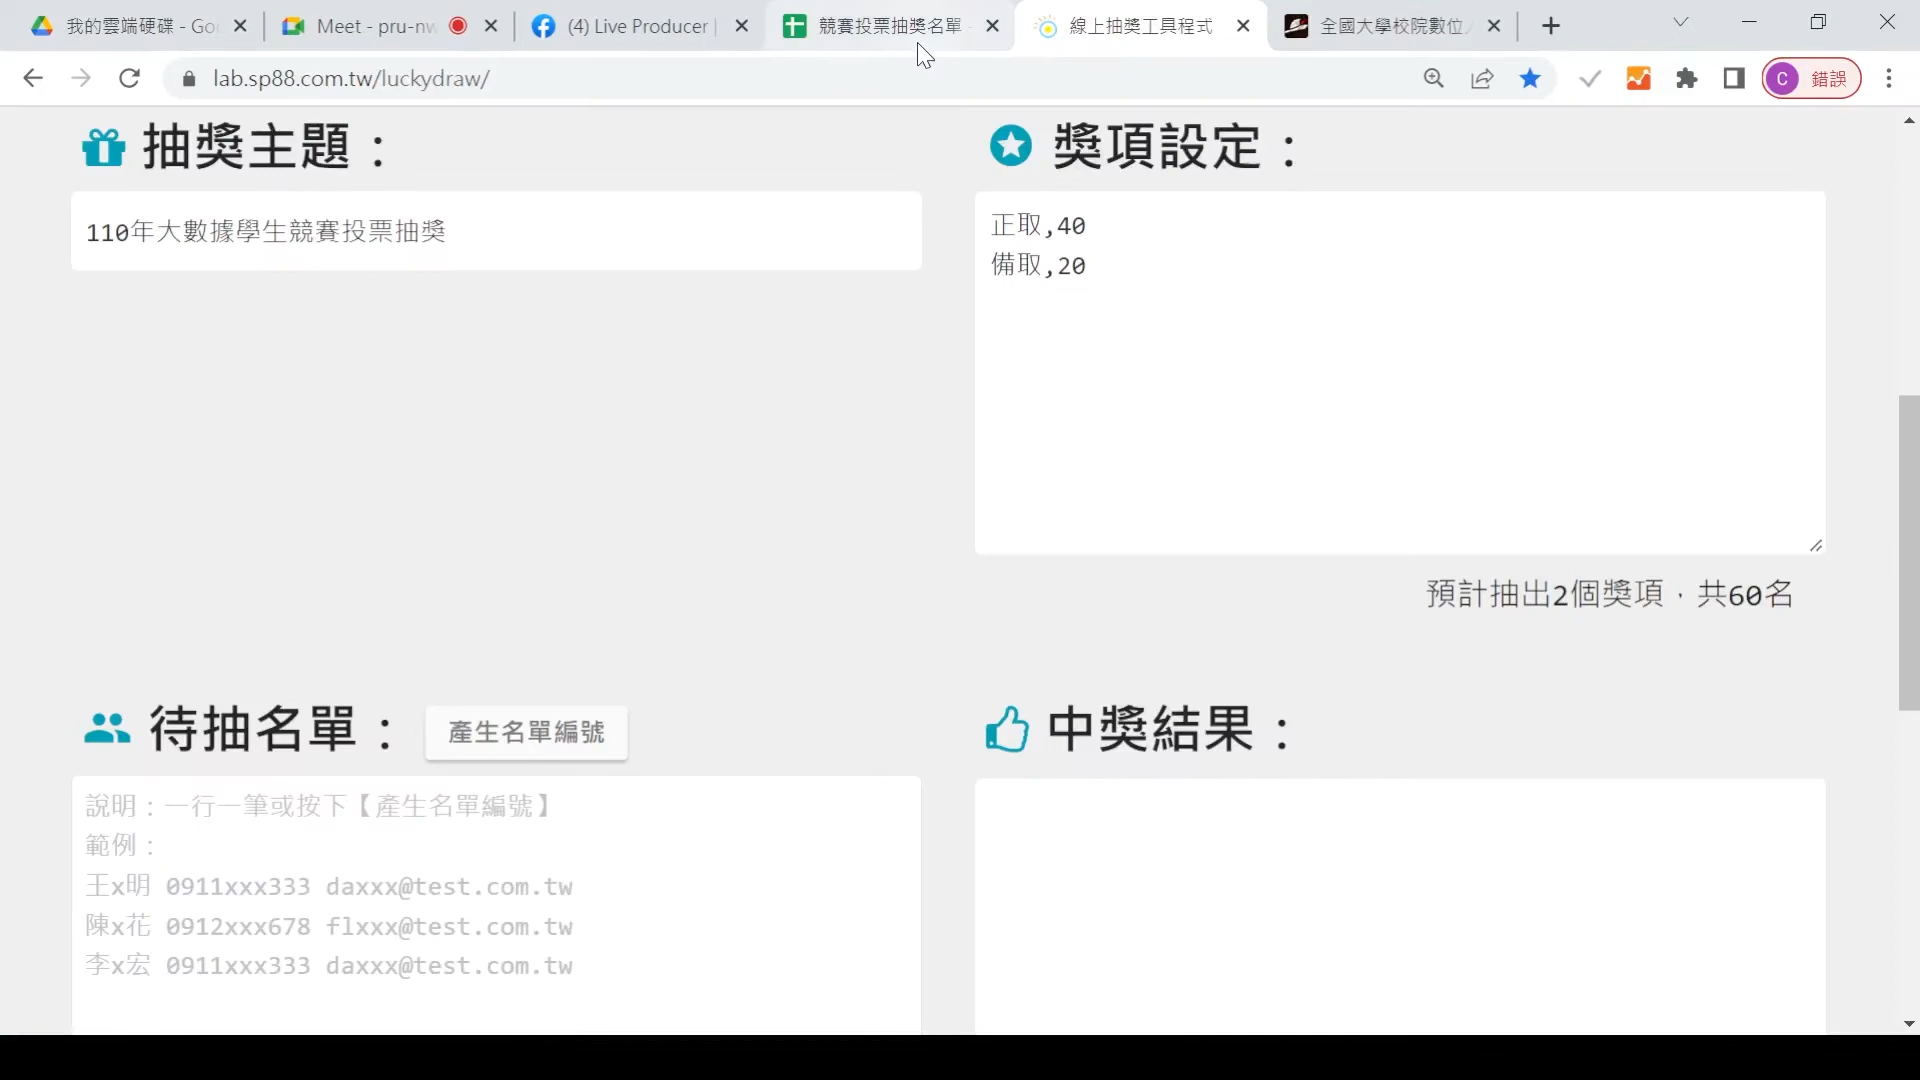 我的雲端硬碟 - Go
Meet - pru-nw
(4) Live Producer |
競賽投票抽獎名單 -
線上抽獎工具程式
全國大學校院數位
lab.sp88.com.tw/luckydraw/
C 錯誤
抽獎主題：
獎項設定：
110年大數據學生競賽投票抽獎
正取,40
備取,20
預計抽出2個獎項，共60名
待抽名單：
產生名單編號
中獎結果：
說明：一行一筆或按下【產生名單編號】
範例：
王x明 0911xxx333 daxxx@test.com.tw
陳x花 0912xxx678 flxxx@test.com.tw
李x宏 0911xxx333 daxxx@test.com.tw